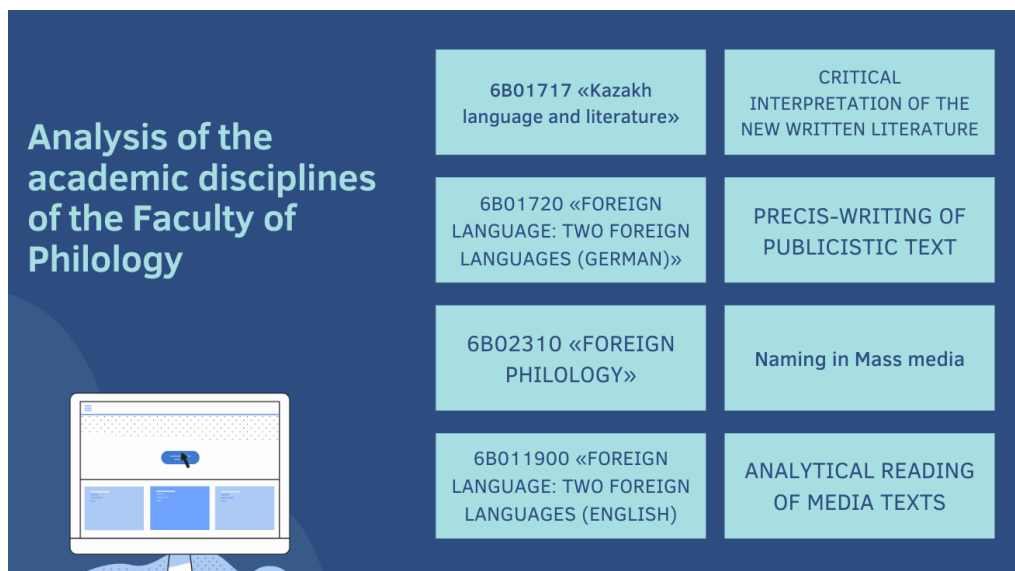 Analysis of the
academic disciplines
of the Faculty of
Philology
6B01717 «Kazakh
language and literature»
CRITICAL
INTERPRETATION OF THE
NEW WRITTEN LITERATURE
6B01720 «FOREIGN
LANGUAGE: TWO FOREIGN
LANGUAGES (GERMAN)»
PRECIS-WRITING OF
PUBLICISTIC TEXT
6B02310 «FOREIGN
PHILOLOGY»
Naming in Mass media
6B011900 «FOREIGN
LANGUAGE: TWO FOREIGN
LANGUAGES (ENGLISH)
ANALYTICAL READING
OF MEDIA TEXTS